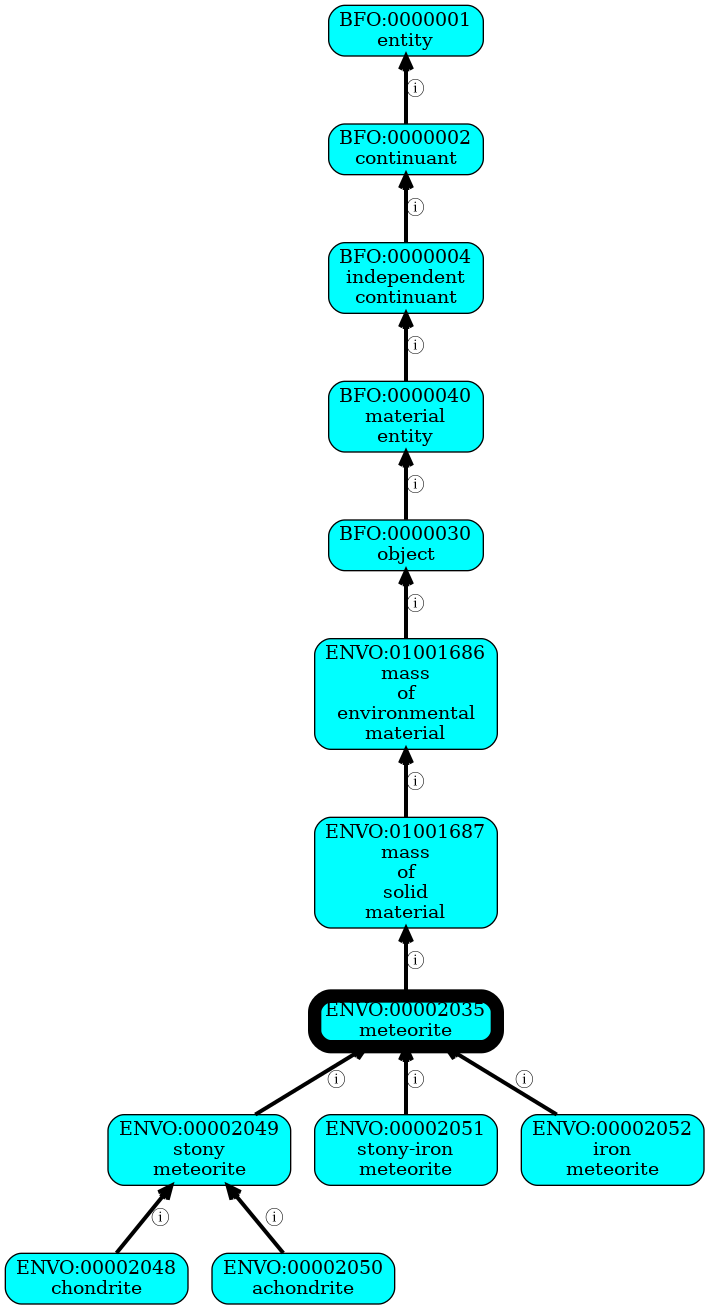 BFO:0000001
entity
ⓘ
BFO:0000002
continuant
ⓘ
BFO:0000004
independent
continuant
ⓘ
BFO:0000040
material
entity
ⓘ
BFO:0000030
object
ⓘ
ENVO:01001686
mass
of
environmental
material
ⓘ
ENVO:01001687
mass
of
solid
material
ⓘ
ENVO:00002035
meteorite
ⓘ ⓘ ⓘ
ENVO:00002049
stony
meteorite
ENVO:00002051
stony-iron
meteorite
ENVO:00002052
iron
meteorite
ⓘ ⓘ
ENVO:00002048
chondrite
ENVO:00002050
achondrite